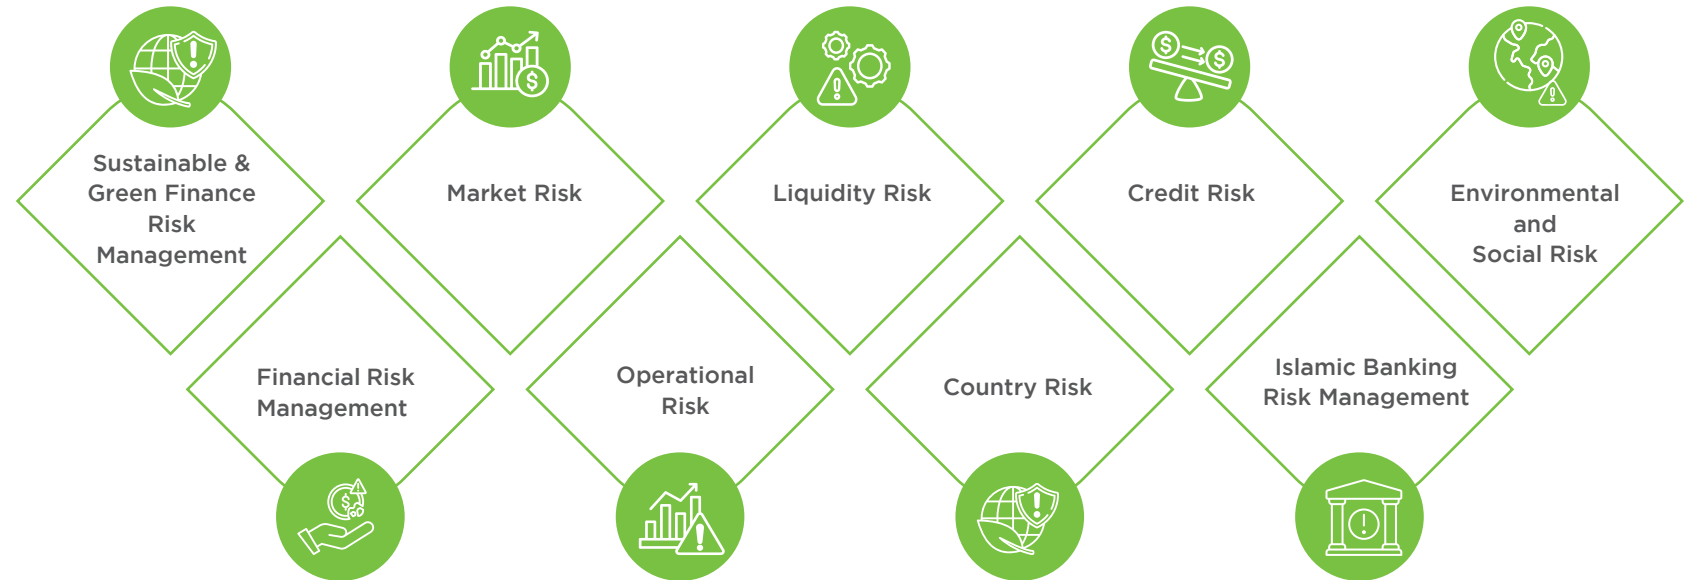 Sustainable &
Green Finance
Risk
Management
Market Risk
Liquidity Risk
Credit Risk
Environmental
and
Social Risk
Financial Risk
Management
Operational
Risk
Country Risk
Islamic Banking
Risk Management